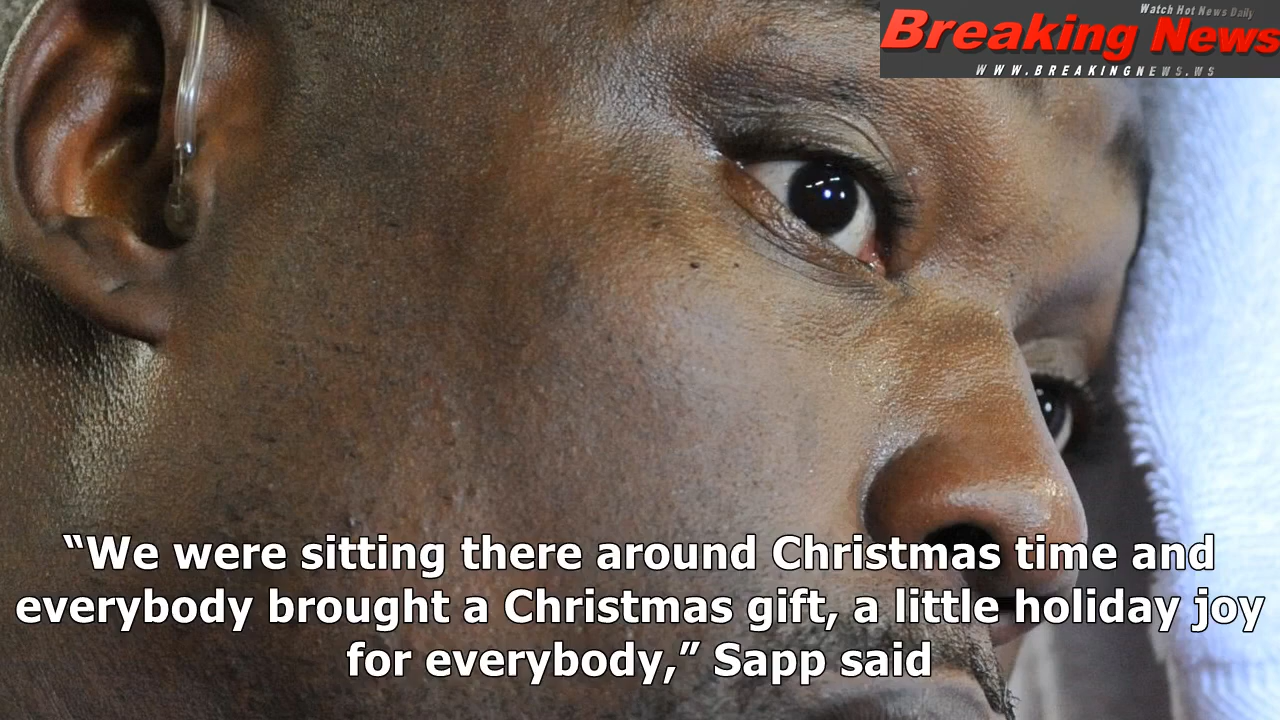 Watch Hot News Daily
Breaking News
WWW.BREAKINGNEWS.WS
“We were sitting there around Christmas time and
everybody brought a Christmas gift, a little holiday joy
for everybody,” Sapp said